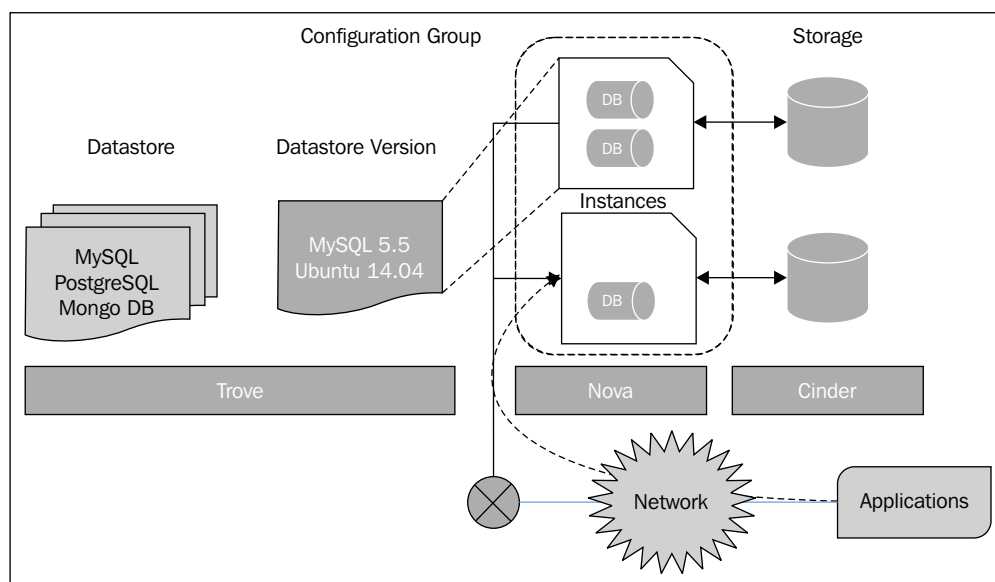 Configuration Group
Storage
DB
DB
Datastore
Datastore Version
Instances
MySQL
PostgreSQL
Mongo DB
MySQL 5.5
Ubuntu 14.04
DB
Trove
Nova
Cinder
Network
Applications